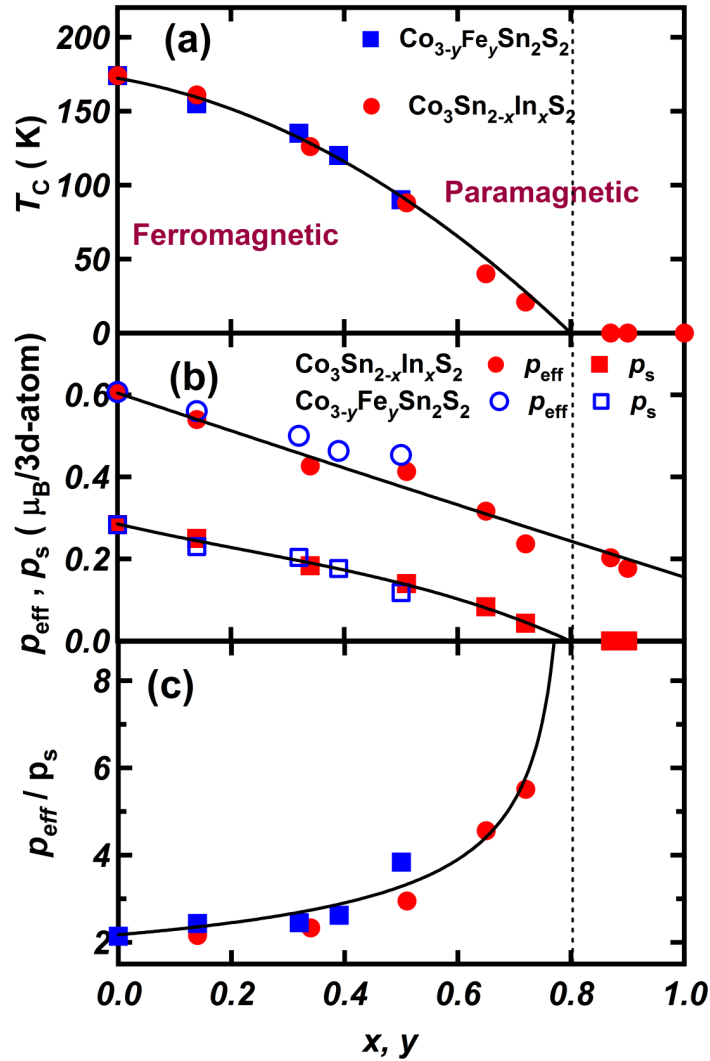 (a)
Co3-yFeySn2S2
Co3Sn2-xInxS2
Paramagnetic
Ferromagnetic
TC ( K)
200
150
100
50
0
(b)
Co3Sn2-xInxS2 peff ps
Co3-yFeySn2S2 peff ps
peff , ps ( μB/3d-atom)
0.6
0.4
0.2
0.0
(c)
peff / ps
8
6
4
2
0.0 0.2 0.4 0.6 0.8 1.0
x, y